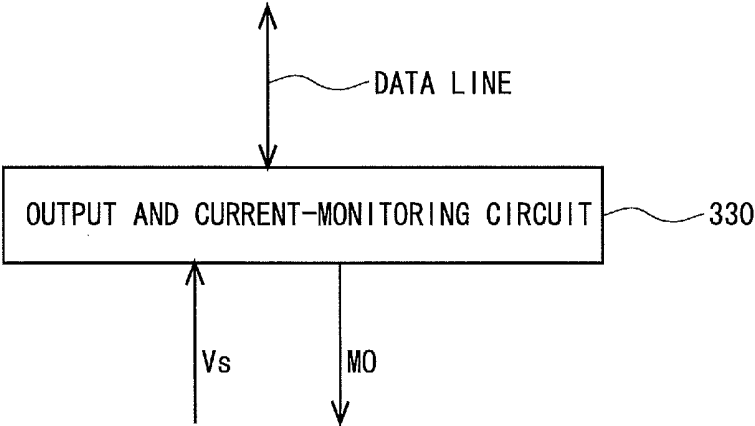 DATA LINE
OUTPUT AND CURRENT-MONITORING CIRCUIT
330
Vs
MO